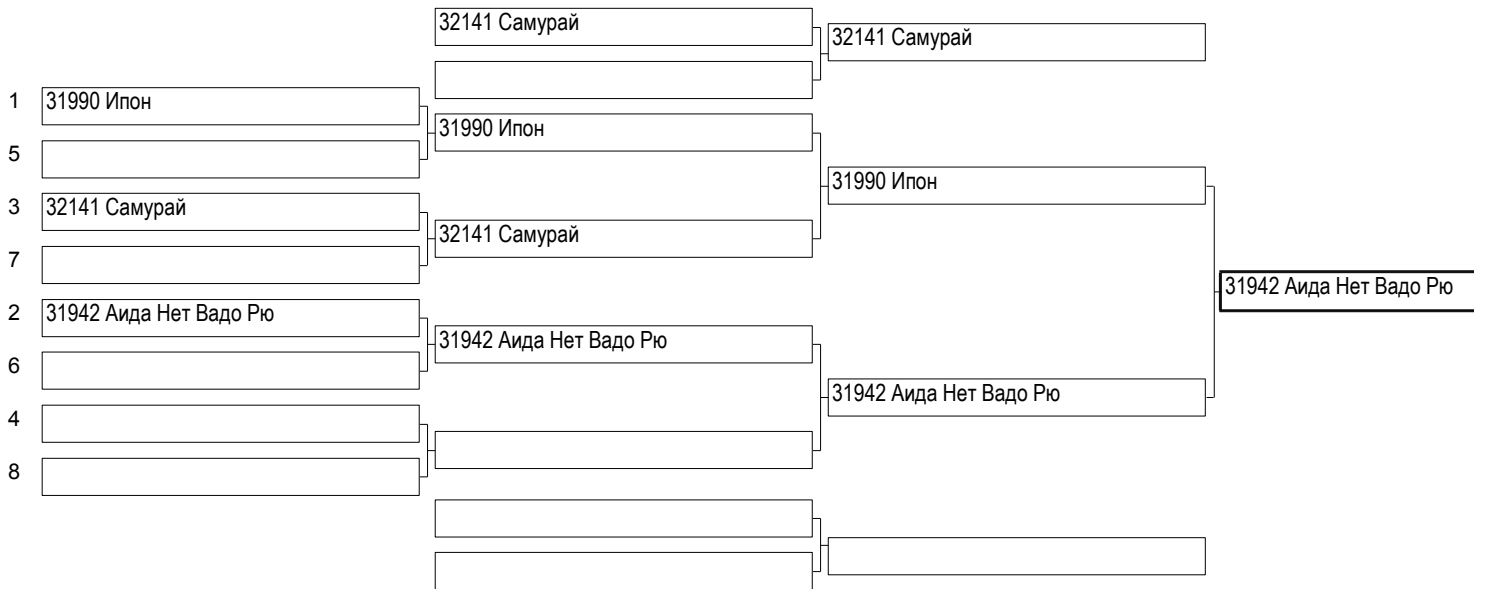 32141 Самурай
32141 Самурай
1 31990 Ипон
31990 Ипон
5
31990 Ипон
3 32141 Самурай
32141 Самурай
7
31942 Аида Нет Вадо Рю
2 31942 Аида Нет Вадо Рю
31942 Аида Нет Вадо Рю
6
31942 Аида Нет Вадо Рю
4
8